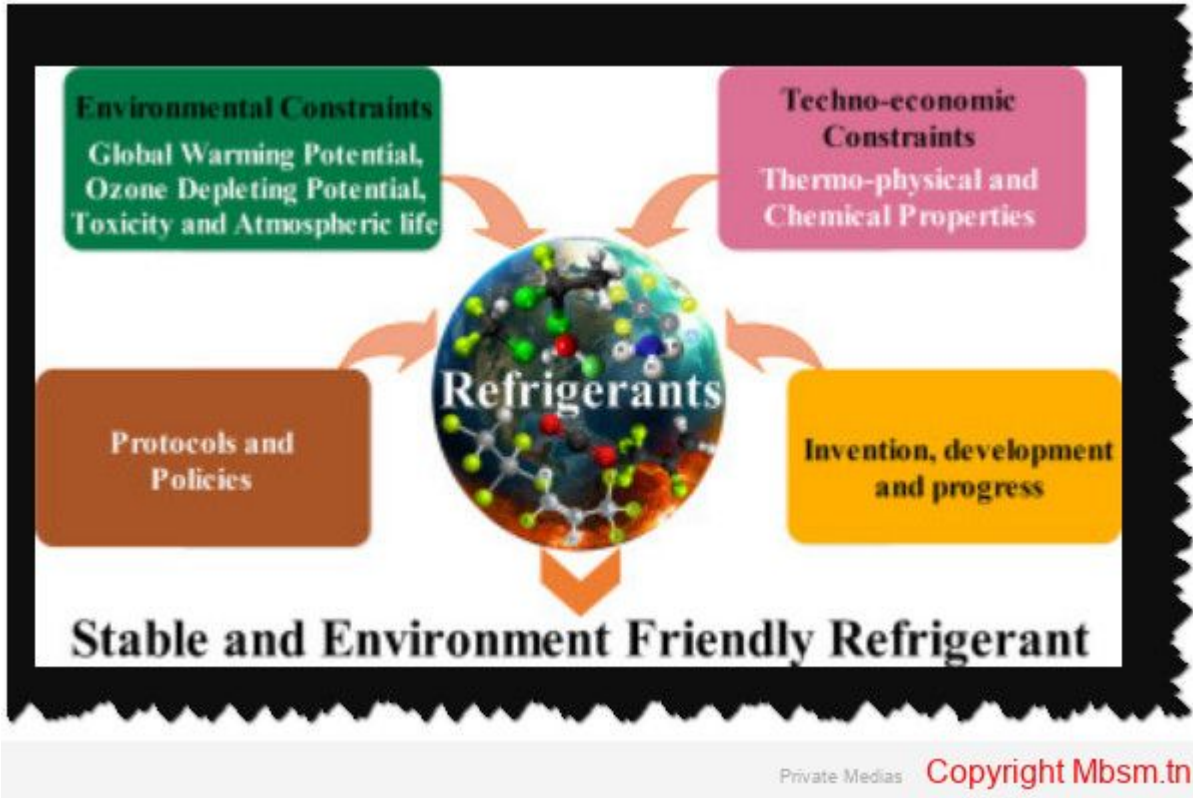 Environmental Constraints
Global Warming Potential,
Ozone Depleting Potential,
Toxicity and Atmospheric life
Techno-economic
Constraints
Thermo-physical and
Chemical Properties
Refrigerants
Protocols and
Policies
Invention, development
and progress
Stable and Environment Friendly Refrigerant
Private Medias Copyright Mbsm.tn